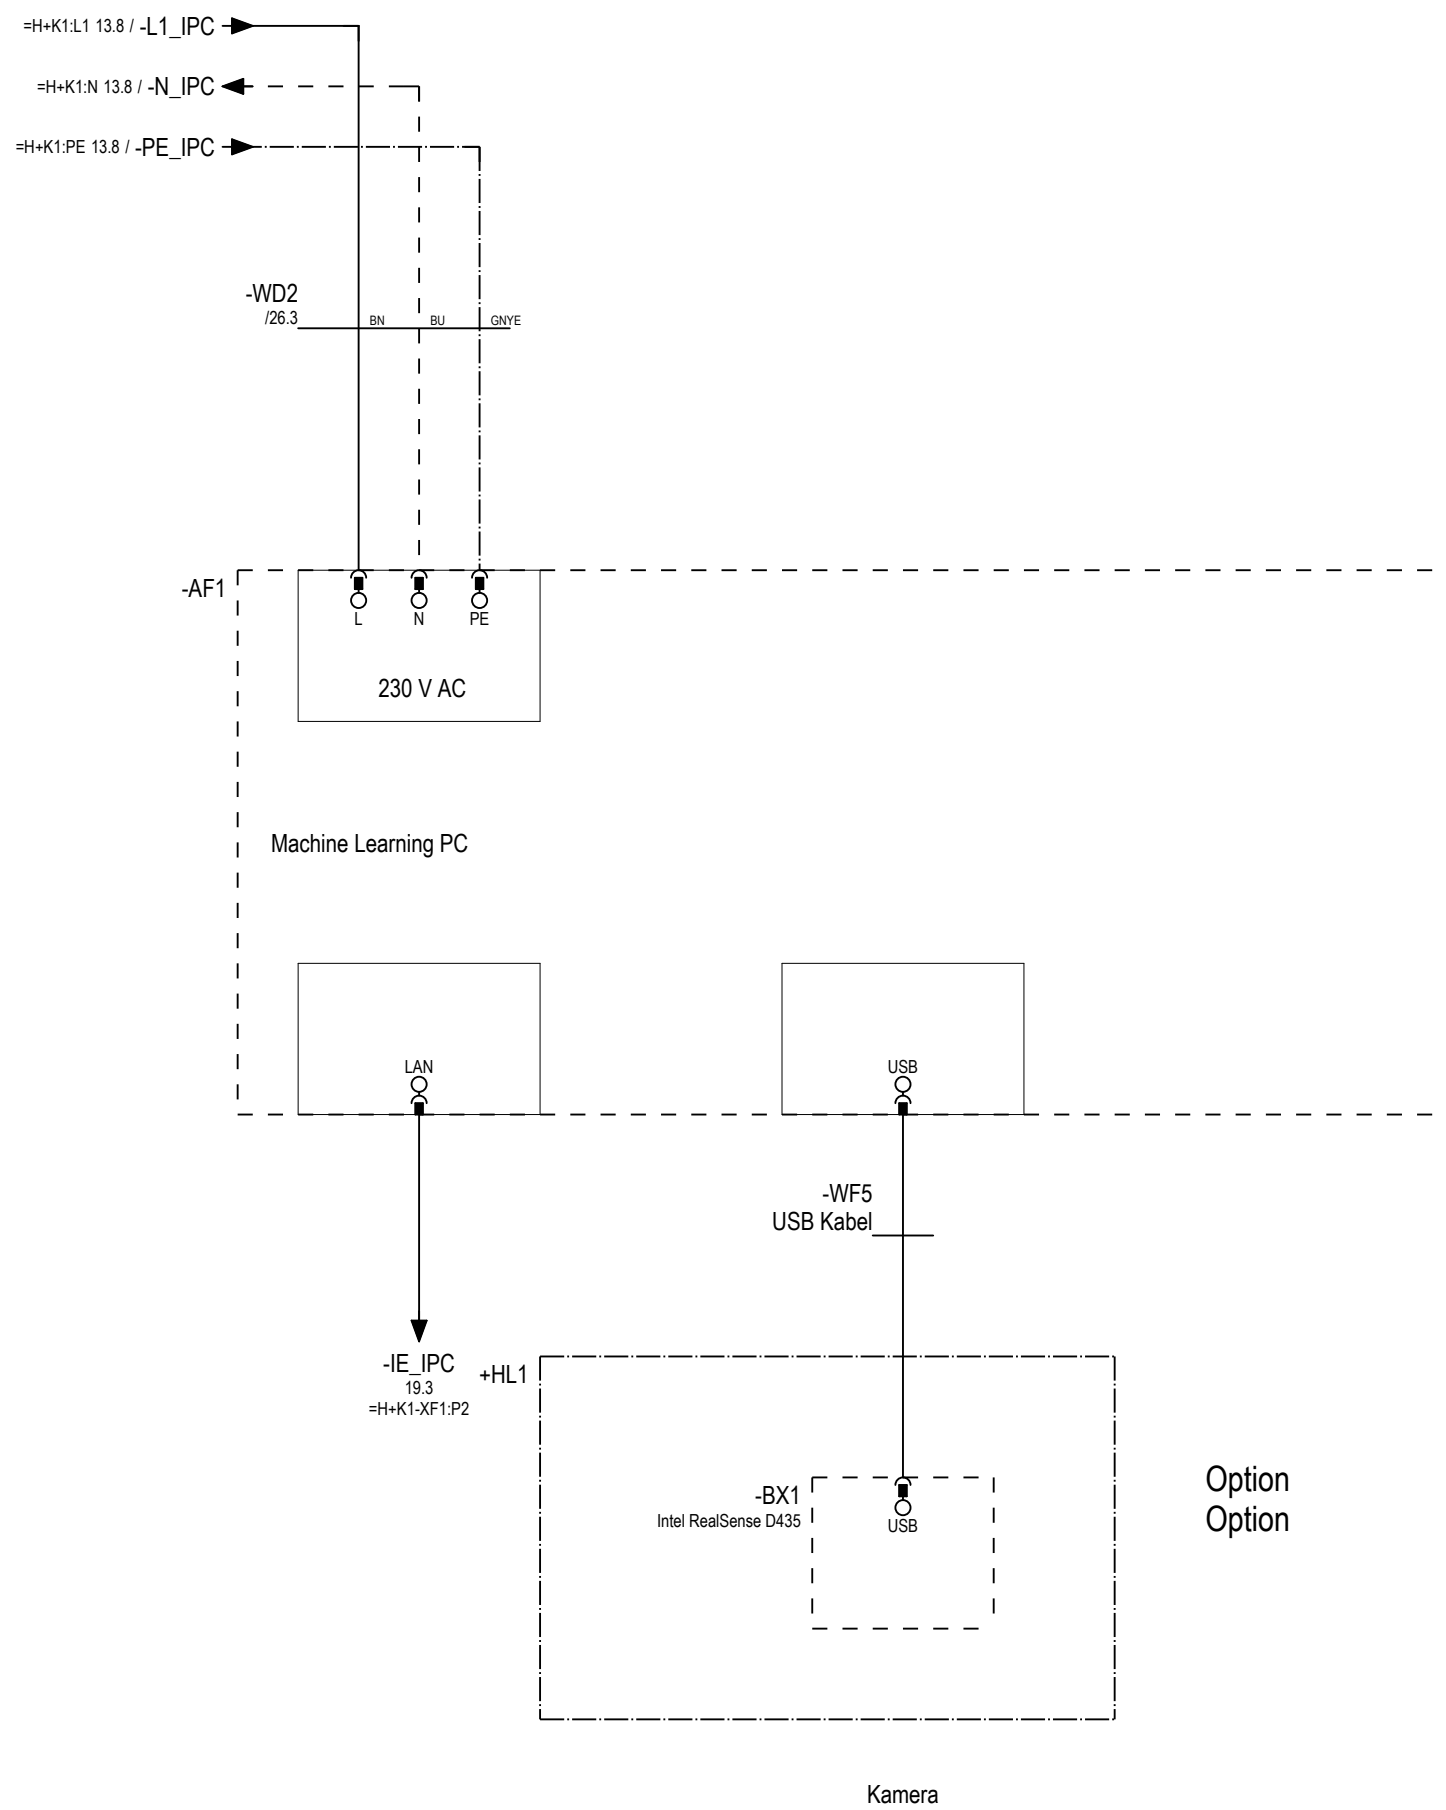 =H+K1:L1 13.8 / -L1_IPC
=H+K1:N 13.8 / -N_IPC
=H+K1:PE 13.8 / -PE_IPC
-WD2
/26.3
BN BU GNYE
-AF1
L N PE
230 V AC
Machine Learning PC
LAN
USB
-WF5
USB Kabel
-IE_IPC
19.3
=H+K1-XF1:P2
+HL1
-BX1
Intel RealSense D435
USB
Option
Option
Kamera